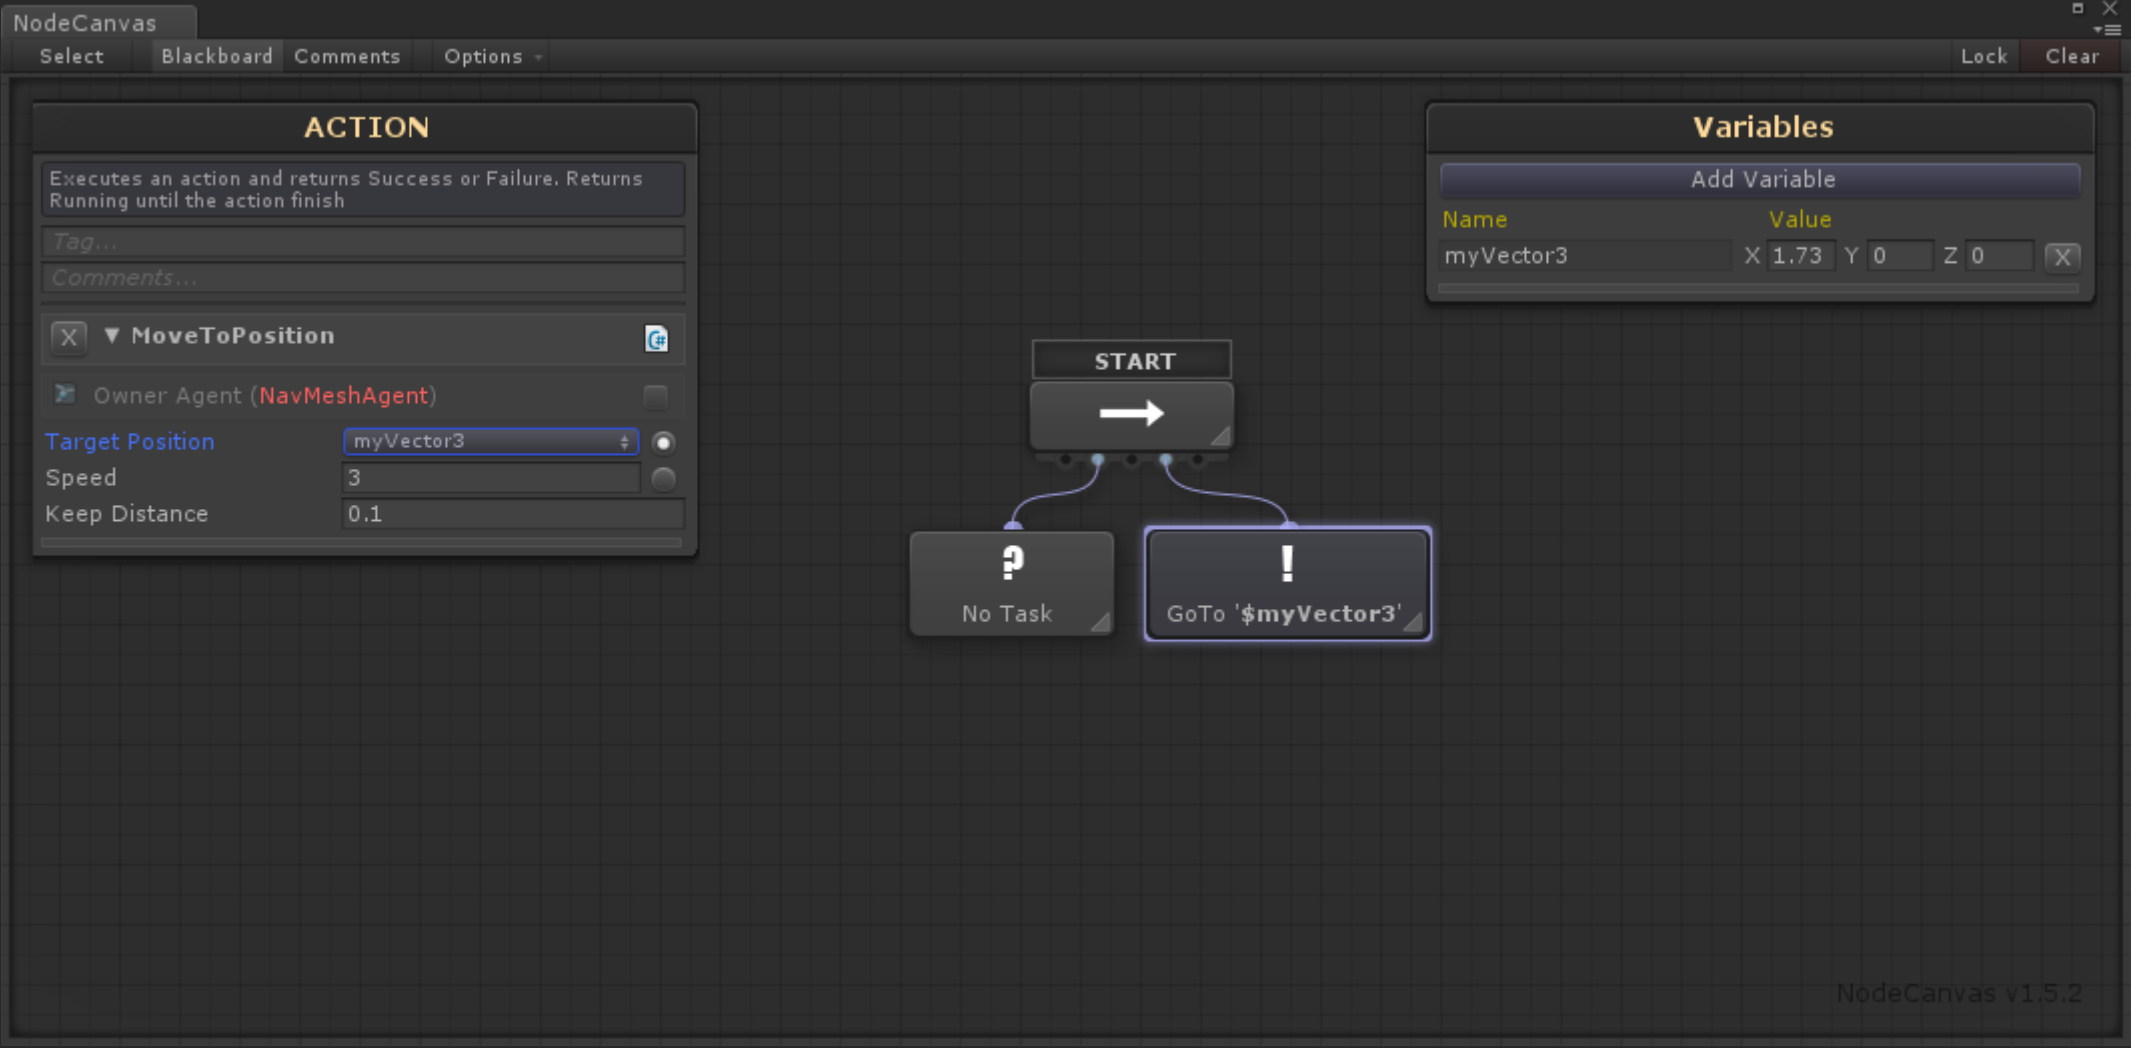 NodeCanvas
Select Blackboard Comments Options Lock Clear
ACTION
Executes an action and returns Success or Failure. Returns
Running until the action finish
Tag...
Comments...
X ▼ MoveToPosition C#
Owner Agent (NavMeshAgent)
Target Position myVector3
Speed 3
Keep Distance 0.1
Variables
Add Variable
Name Value
myVector3 X 1.73 Y 0 Z 0 X
START
?
No Task
!
GoTo '$myVector3'
NodeCanvas v1.5.2